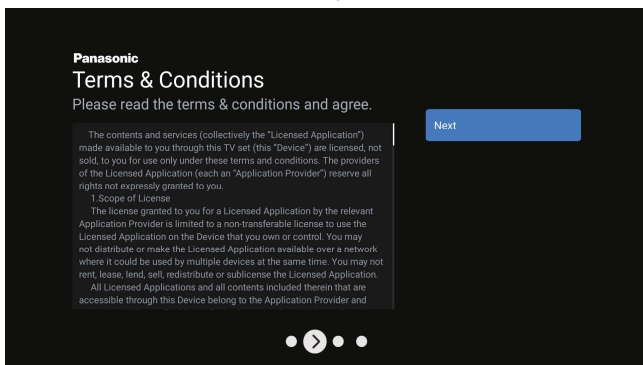 Panasonic
Terms & Conditions
Please read the terms & conditions and agree.
Next
The contents and services (collectively the "Licensed Application")
made available to you through this TV set (this "Device") are licensed, not
sold, to you for use only under these terms and conditions. The providers
of the Licensed Application (each an "Application Provider") reserve all
rights not expressly granted to you.
1.Scope of License
The license granted to you for a Licensed Application by the relevant
Application Provider is limited to a non-transferable license to use the
Licensed Application on the Device that you own or control. You may
not distribute or make the Licensed Application available over a network
where it could be used by multiple devices at the same time. You may not
rent, lease, lend, sell, redistribute or sublicense the Licensed Application.
All Licensed Applications and all contents included therein that are
accessible through this Device belong to the Application Provider and